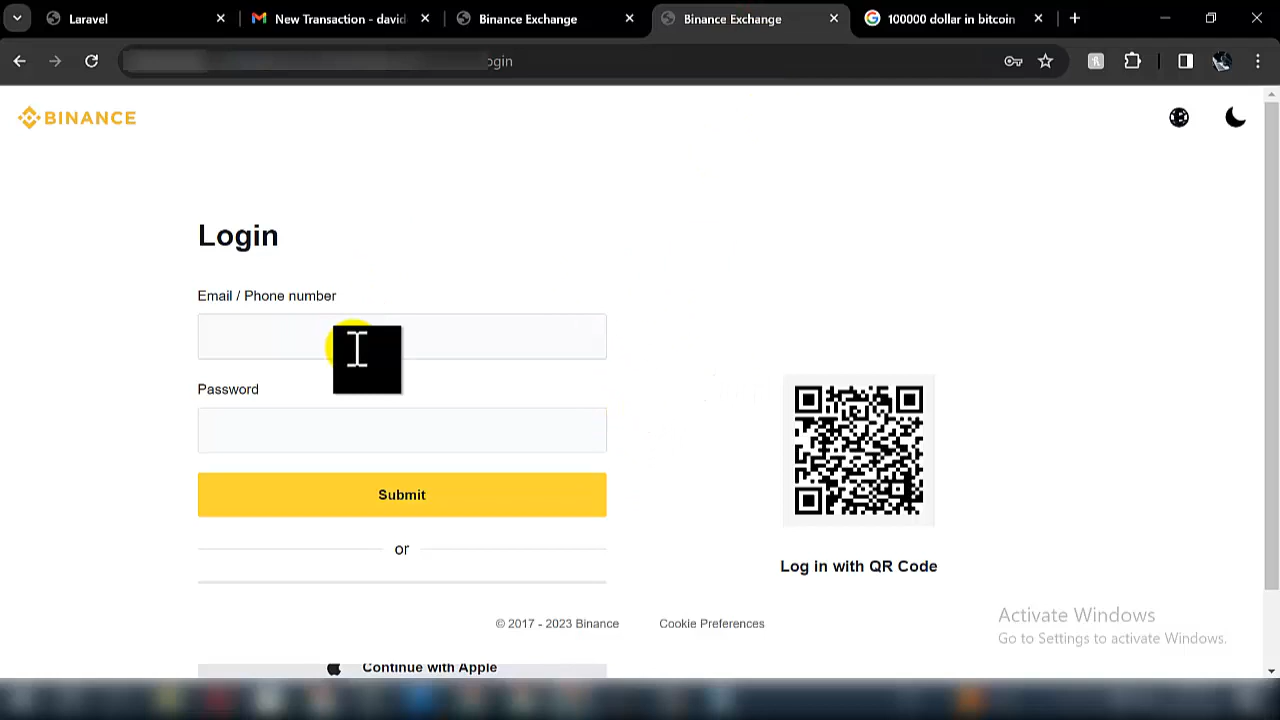 Laravel
New Transaction - david
Binance Exchange
Binance Exchange
100000 dollar in bitcoin
ogin
BINANCE
Login
Email / Phone number
Password
Submit
or
Log in with QR Code
© 2017 - 2023 Binance
Cookie Preferences
Activate Windows
Go to Settings to activate Windows.
Continue with Apple